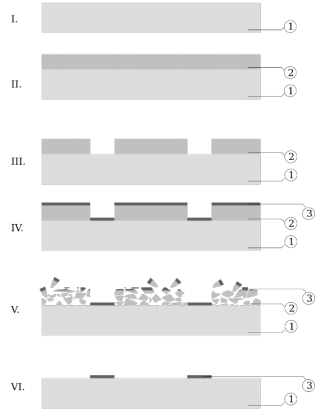 I.
①
II.
②
①
III.
②
①
IV.
③
②
①
V.
③
②
①
VI.
③
①